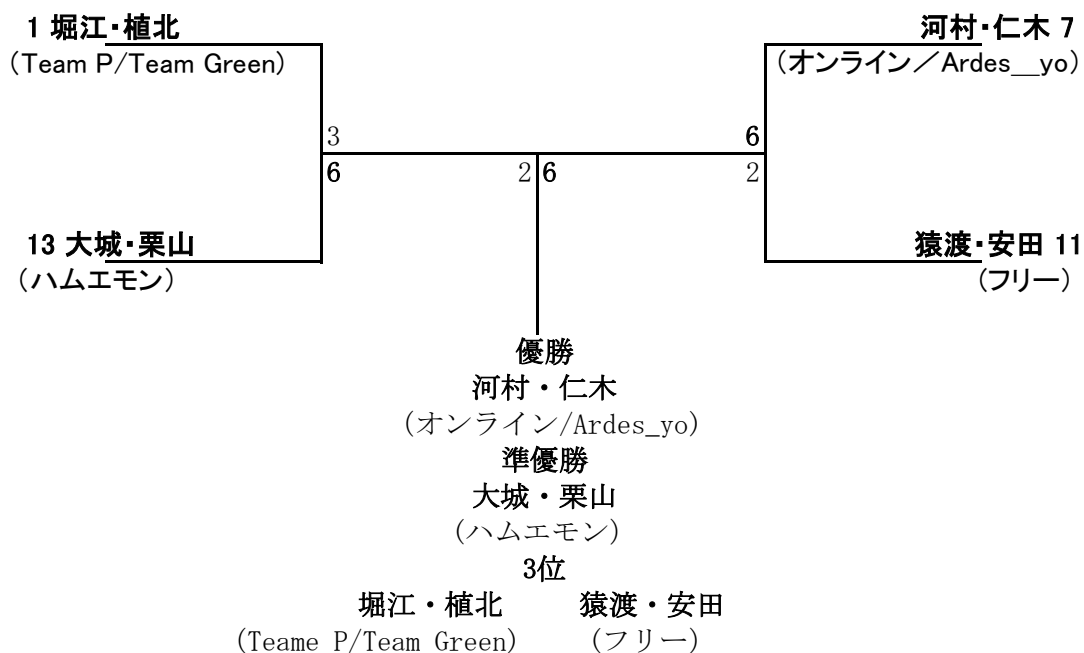 1 堀江・植北
(Team P/Team Green)
河村・仁木 7
(オンライン／Ardes__yo)
3
6
6
2
2 6
13 大城・栗山
(ハムエモン)
猿渡・安田 11
(フリー)
優勝
河村・仁木
(オンライン/Ardes_yo)
準優勝
大城・栗山
(ハムエモン)
3位
堀江・植北 猿渡・安田
(Teame P/Team Green) (フリー)